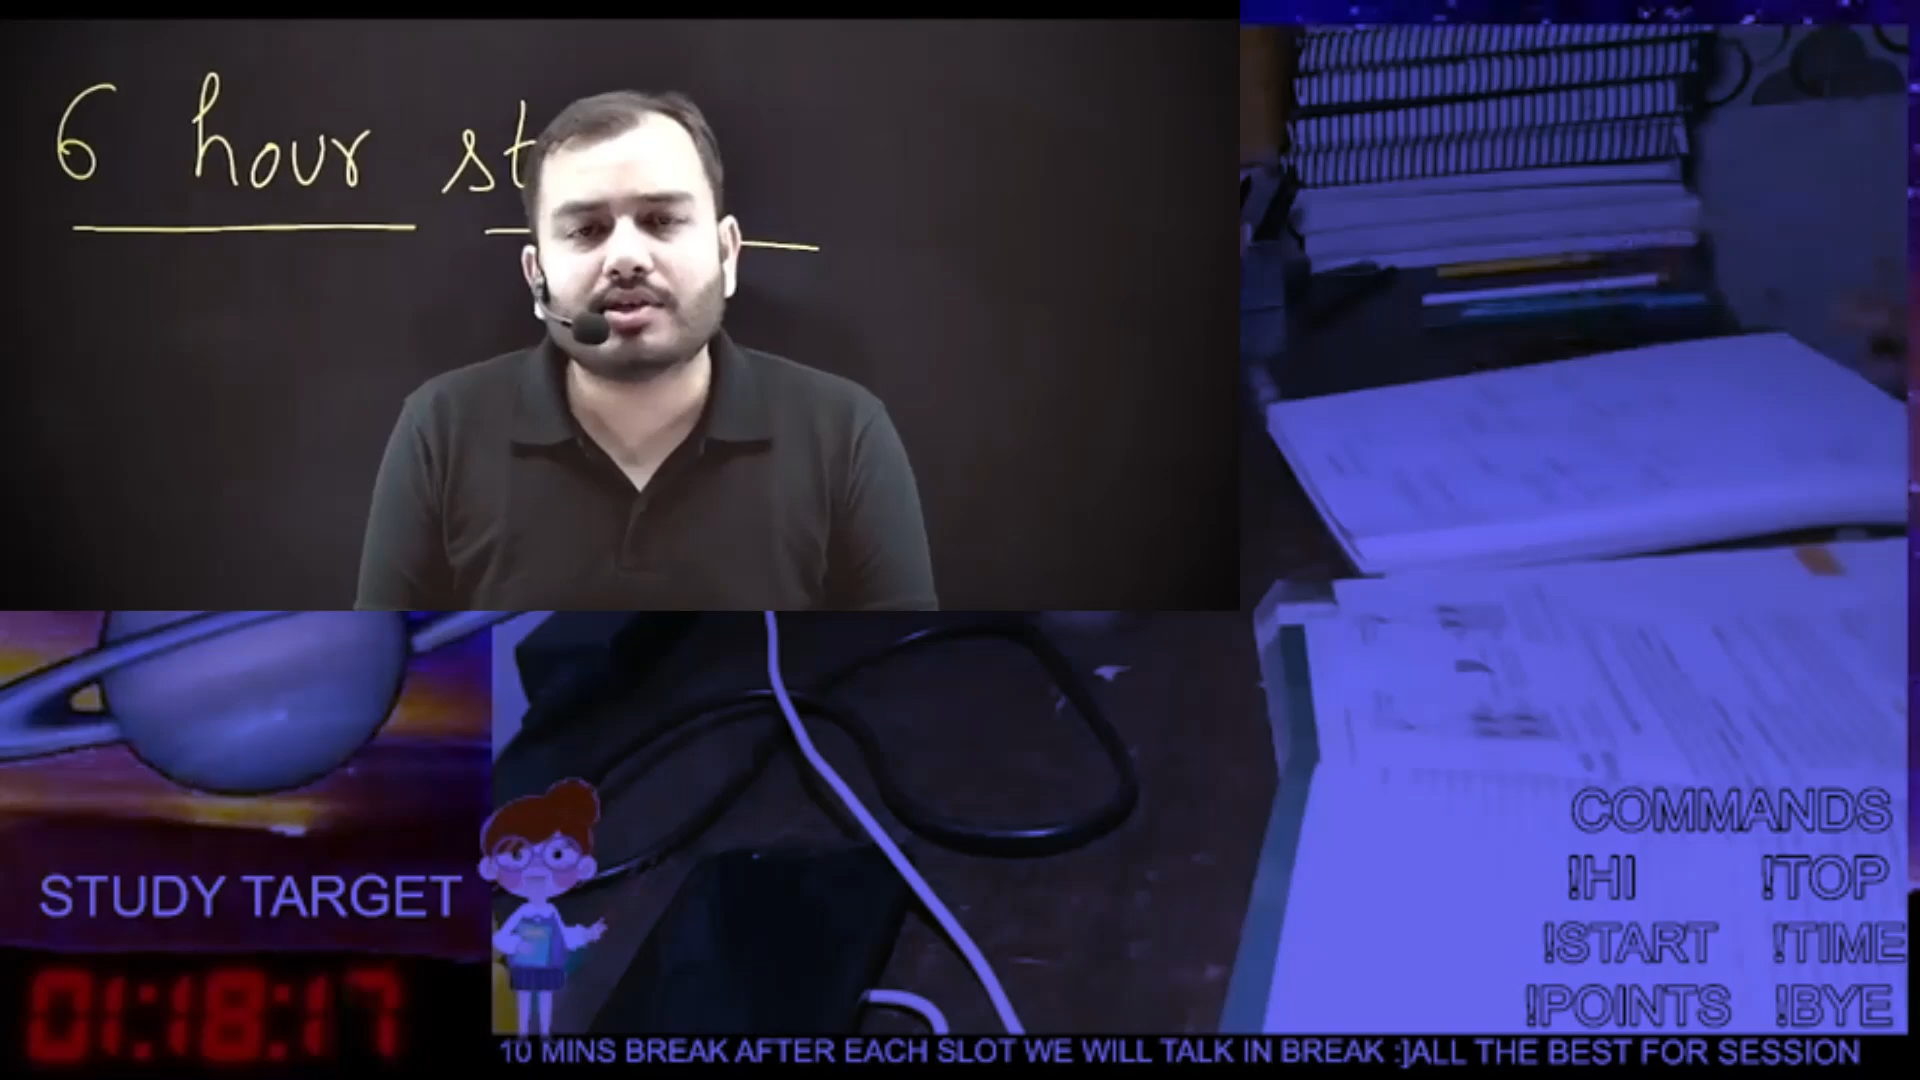 6 hour st
STUDY TARGET
01:18:17
COMMANDS
!HI !TOP
!START !TIME
!POINTS !BYE
10 MINS BREAK AFTER EACH SLOT WE WILL TALK IN BREAK :]ALL THE BEST FOR SESSION